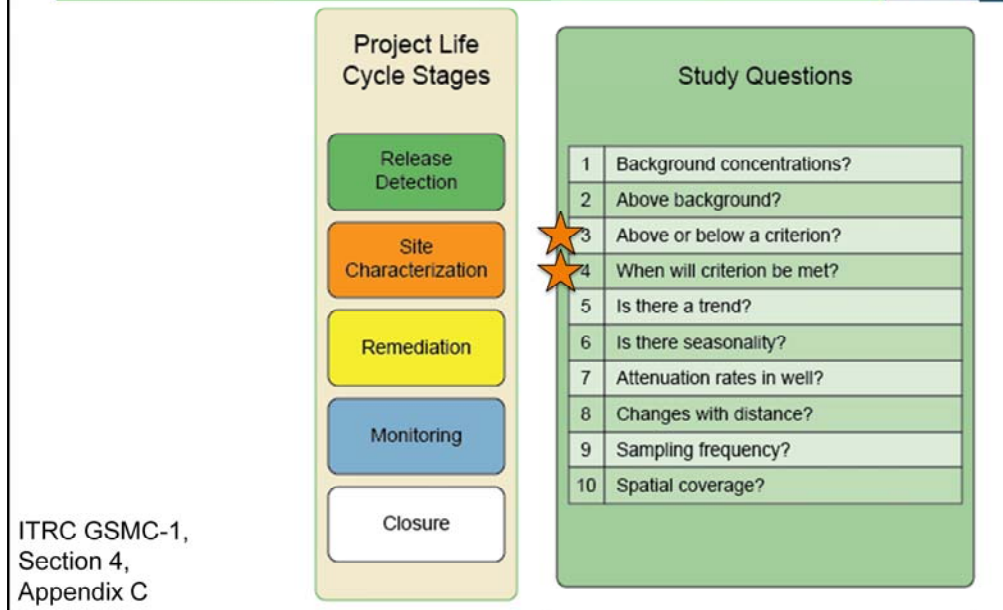 Project Life
Cycle Stages
Release
Detection
Site
Characterization
Remediation
Monitoring
Closure
Study Questions
1 Background concentrations?
2 Above background?
3 Above or below a criterion?
4 When will criterion be met?
5 Is there a trend?
6 Is there seasonality?
7 Attenuation rates in well?
8 Changes with distance?
9 Sampling frequency?
10 Spatial coverage?
ITRC GSMC-1,
Section 4,
Appendix C